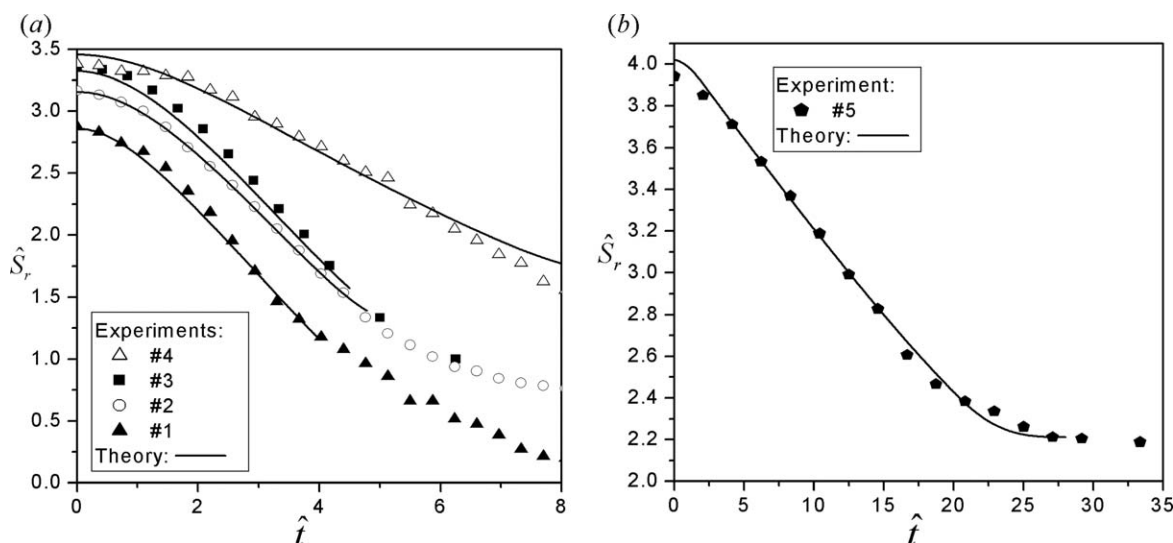 (a)
3.5
3.0
2.5
2.0
Ŝr
1.5
1.0
0.5
0.0
Experiments:
#4
#3
#2
#1
Theory:
0 2 4 6 8
t̂
(b)
4.0
3.8
3.6
3.4
3.2
Ŝr
3.0
2.8
2.6
2.4
2.2
2.0
Experiment:
#5
Theory:
0 5 10 15 20 25 30 35
t̂